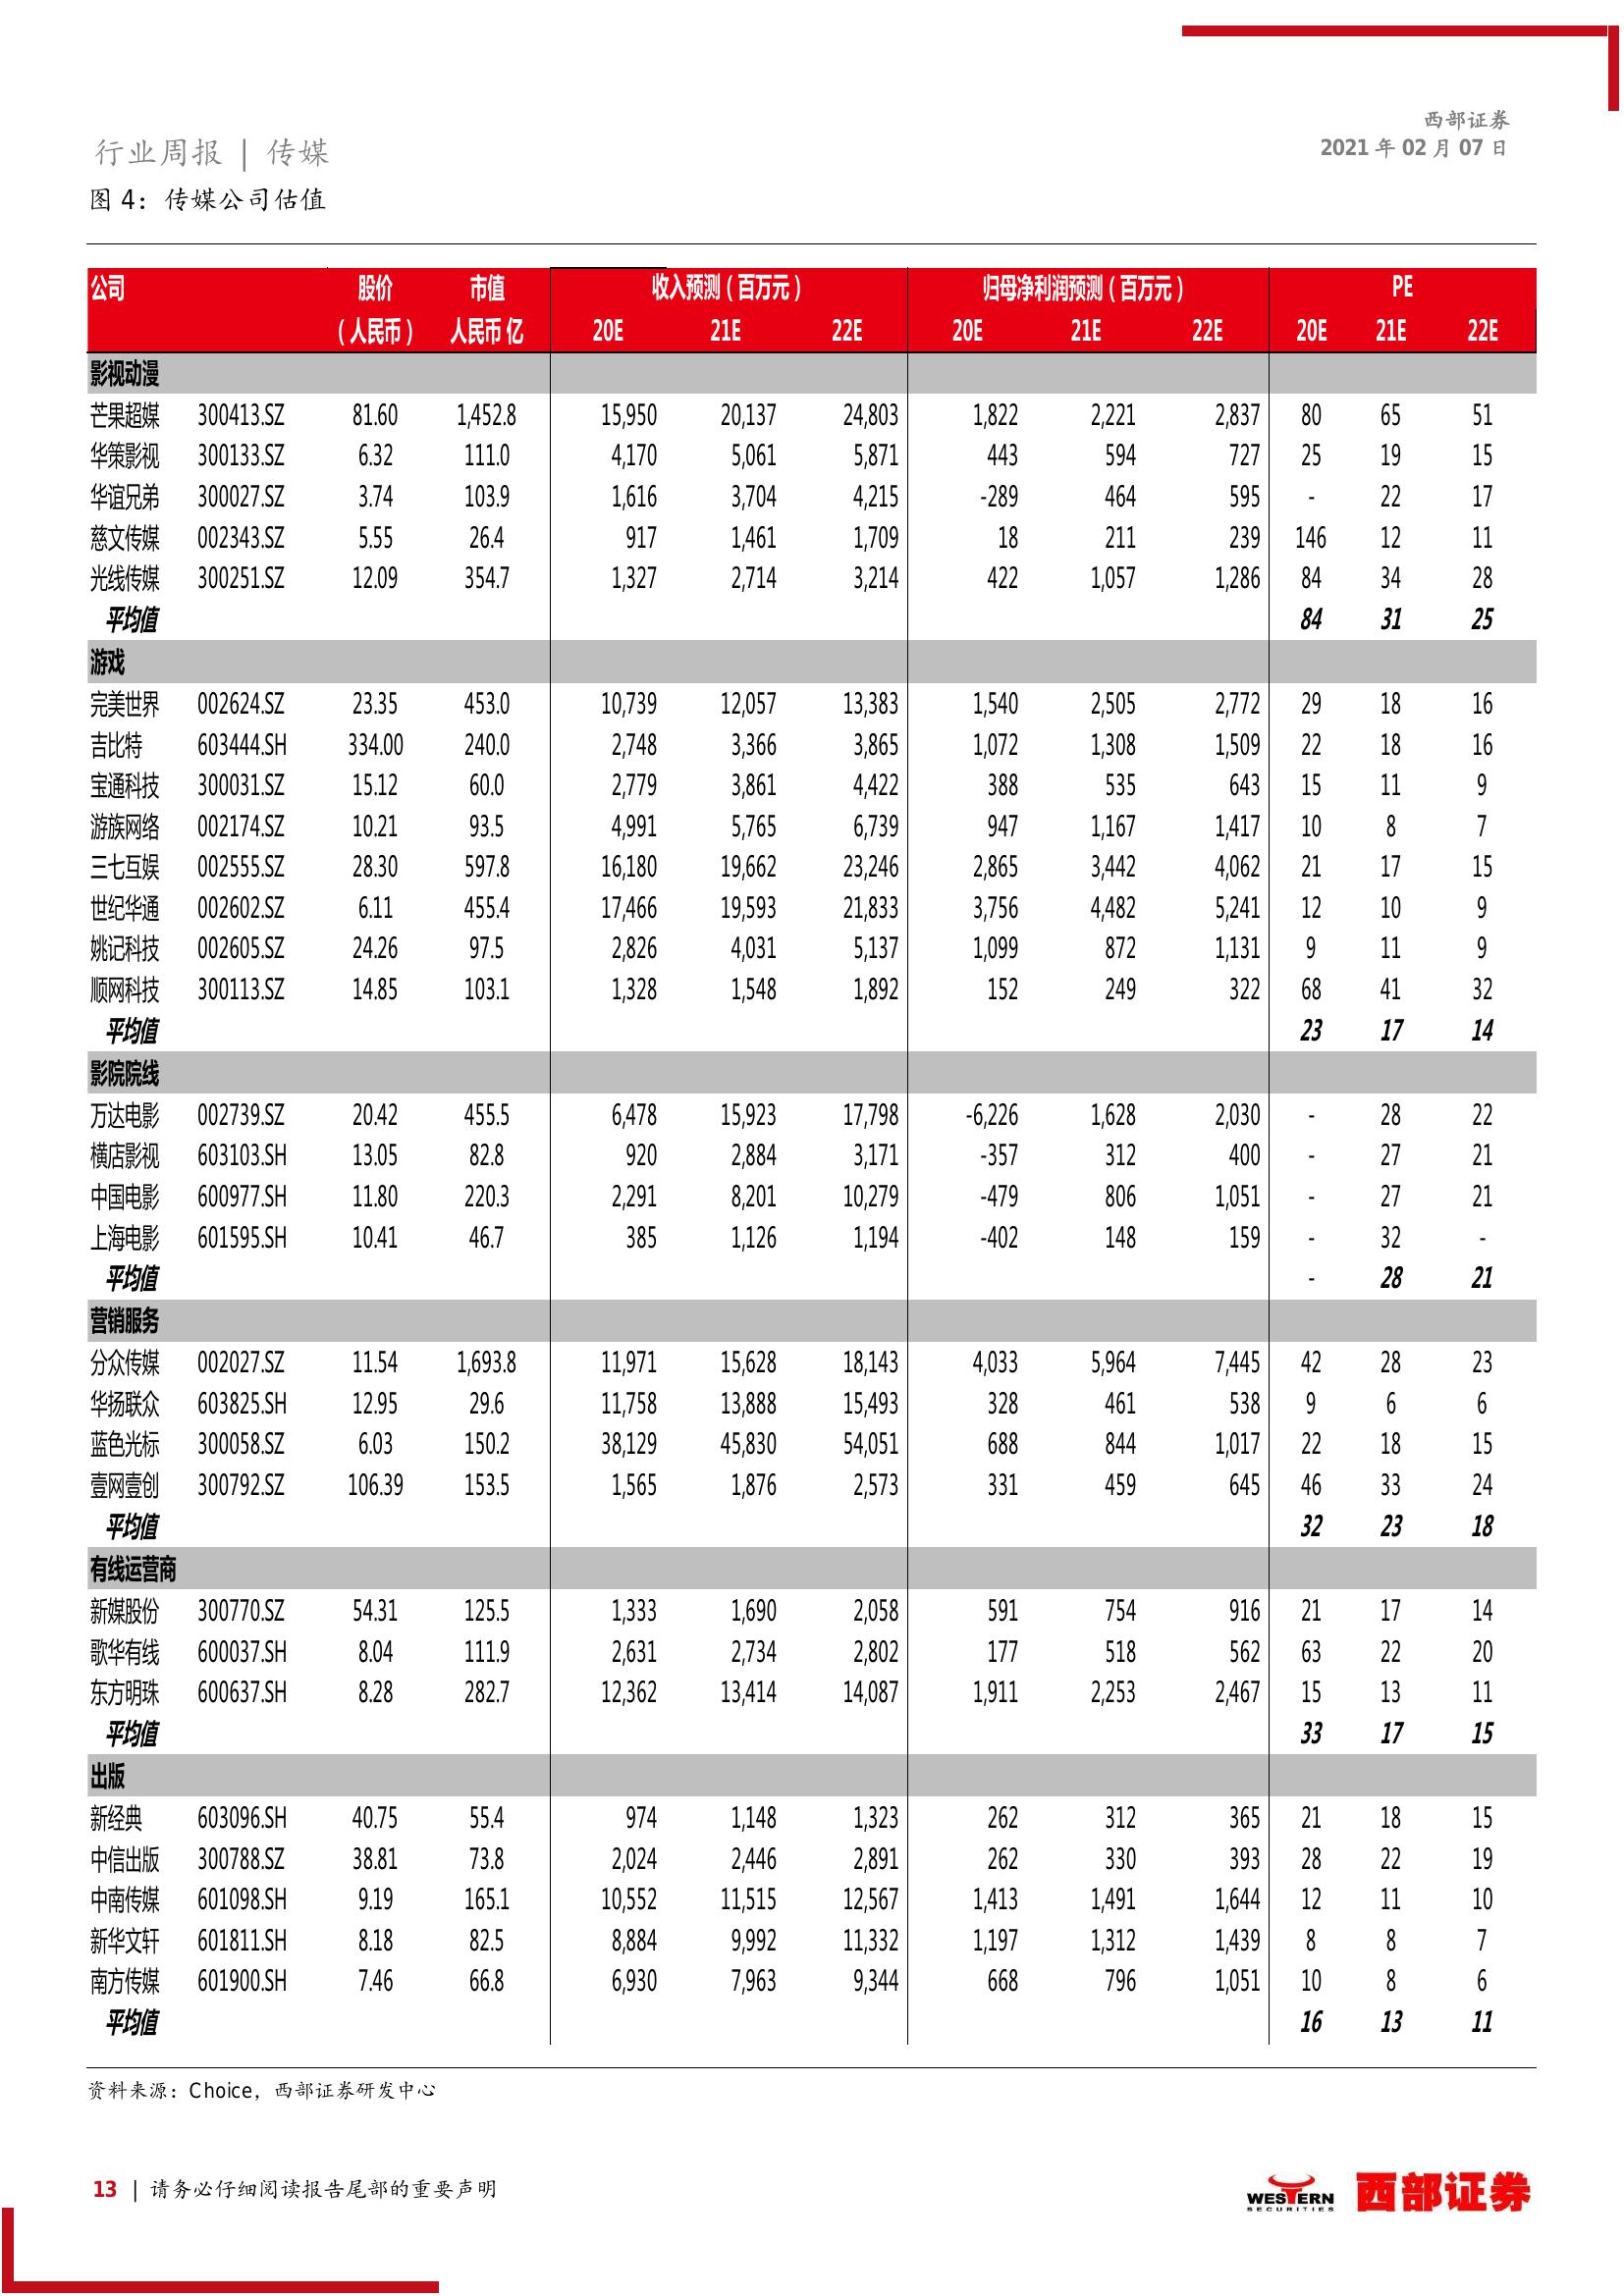 西部证券
行业周报 | 传媒
2021 年 02 月 07 日
图 4：传媒公司估值
公司 股价 市值 收入预测（百万元） 归母净利润预测（百万元） PE
（人民币） 人民币 亿 20E 21E 22E 20E 21E 22E 20E 21E 22E
影视动漫
芒果超媒 300413.SZ 81.60 1,452.8 15,950 20,137 24,803 1,822 2,221 2,837 80 65 51
华策影视 300133.SZ 6.32 111.0 4,170 5,061 5,871 443 594 727 25 19 15
华谊兄弟 300027.SZ 3.74 103.9 1,616 3,704 4,215 -289 464 595 - 22 17
慈文传媒 002343.SZ 5.55 26.4 917 1,461 1,709 18 211 239 146 12 11
光线传媒 300251.SZ 12.09 354.7 1,327 2,714 3,214 422 1,057 1,286 84 34 28
平均值 84 31 25
游戏
完美世界 002624.SZ 23.35 453.0 10,739 12,057 13,383 1,540 2,505 2,772 29 18 16
吉比特 603444.SH 334.00 240.0 2,748 3,366 3,865 1,072 1,308 1,509 22 18 16
宝通科技 300031.SZ 15.12 60.0 2,779 3,861 4,422 388 535 643 15 11 9
游族网络 002174.SZ 10.21 93.5 4,991 5,765 6,739 947 1,167 1,417 10 8 7
三七互娱 002555.SZ 28.30 597.8 16,180 19,662 23,246 2,865 3,442 4,062 21 17 15
世纪华通 002602.SZ 6.11 455.4 17,466 19,593 21,833 3,756 4,482 5,241 12 10 9
姚记科技 002605.SZ 24.26 97.5 2,826 4,031 5,137 1,099 872 1,131 9 11 9
顺网科技 300113.SZ 14.85 103.1 1,328 1,548 1,892 152 249 322 68 41 32
平均值 23 17 14
影院院线
万达电影 002739.SZ 20.42 455.5 6,478 15,923 17,798 -6,226 1,628 2,030 - 28 22
横店影视 603103.SH 13.05 82.8 920 2,884 3,171 -357 312 400 - 27 21
中国电影 600977.SH 11.80 220.3 2,291 8,201 10,279 -479 806 1,051 - 27 21
上海电影 601595.SH 10.41 46.7 385 1,126 1,194 -402 148 159 - 32 -
平均值 - 28 21
营销服务
分众传媒 002027.SZ 11.54 1,693.8 11,971 15,628 18,143 4,033 5,964 7,445 42 28 23
华扬联众 603825.SH 12.95 29.6 11,758 13,888 15,493 328 461 538 9 6 6
蓝色光标 300058.SZ 6.03 150.2 38,129 45,830 54,051 688 844 1,017 22 18 15
壹网壹创 300792.SZ 106.39 153.5 1,565 1,876 2,573 331 459 645 46 33 24
平均值 32 23 18
有线运营商
新媒股份 300770.SZ 54.31 125.5 1,333 1,690 2,058 591 754 916 21 17 14
歌华有线 600037.SH 8.04 111.9 2,631 2,734 2,802 177 518 562 63 22 20
东方明珠 600637.SH 8.28 282.7 12,362 13,414 14,087 1,911 2,253 2,467 15 13 11
平均值 33 17 15
出版
新经典 603096.SH 40.75 55.4 974 1,148 1,323 262 312 365 21 18 15
中信出版 300788.SZ 38.81 73.8 2,024 2,446 2,891 262 330 393 28 22 19
中南传媒 601098.SH 9.19 165.1 10,552 11,515 12,567 1,413 1,491 1,644 12 11 10
新华文轩 601811.SH 8.18 82.5 8,884 9,992 11,332 1,197 1,312 1,439 8 8 7
南方传媒 601900.SH 7.46 66.8 6,930 7,963 9,344 668 796 1,051 10 8 6
平均值 16 13 11
资料来源：Choice，西部证券研发中心
13 | 请务必仔细阅读报告尾部的重要声明
WESTERN
SECURITIES
西部证券